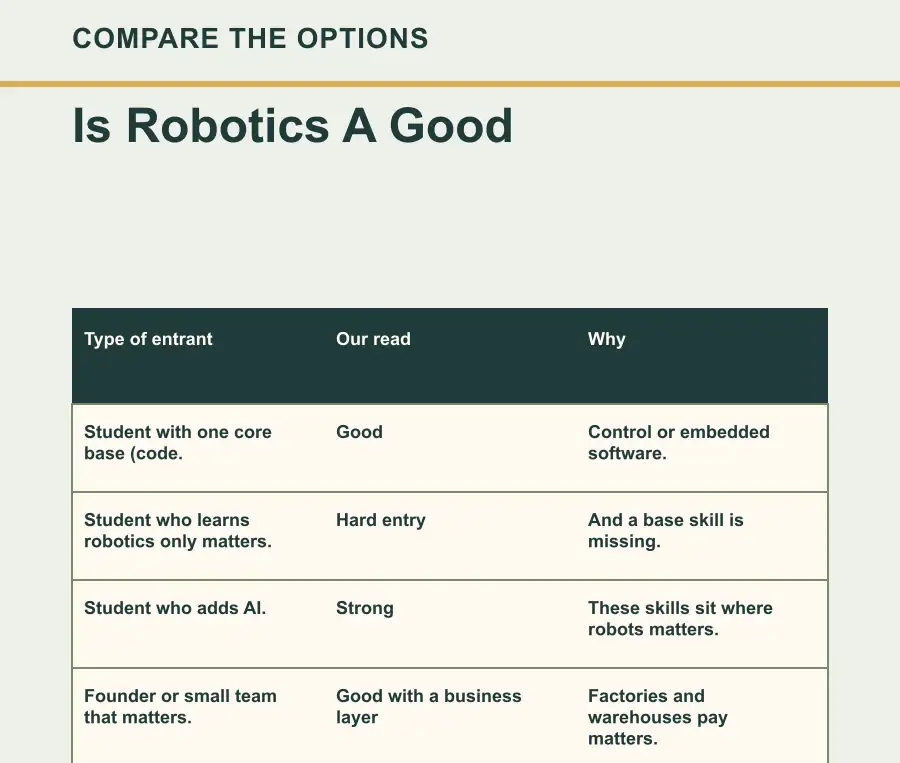 COMPARE THE OPTIONS
Is Robotics A Good
Type of entrant
Our read
Why
Student with one core
base (code.
Good
Control or embedded
software.
Student who learns
robotics only matters.
Hard entry
And a base skill is
missing.
Student who adds AI.
Strong
These skills sit where
robots matters.
Founder or small team
that matters.
Good with a business
layer
Factories and
warehouses pay
matters.